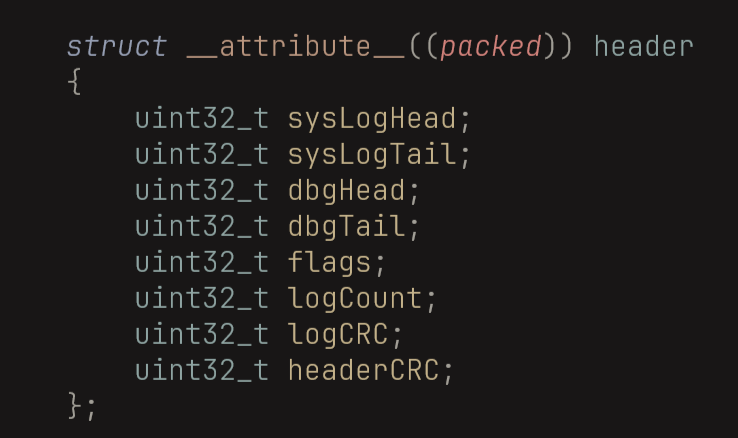 struct __attribute__((packed)) header
{
    uint32_t sysLogHead;
    uint32_t sysLogTail;
    uint32_t dbgHead;
    uint32_t dbgTail;
    uint32_t flags;
    uint32_t logCount;
    uint32_t logCRC;
    uint32_t headerCRC;
};